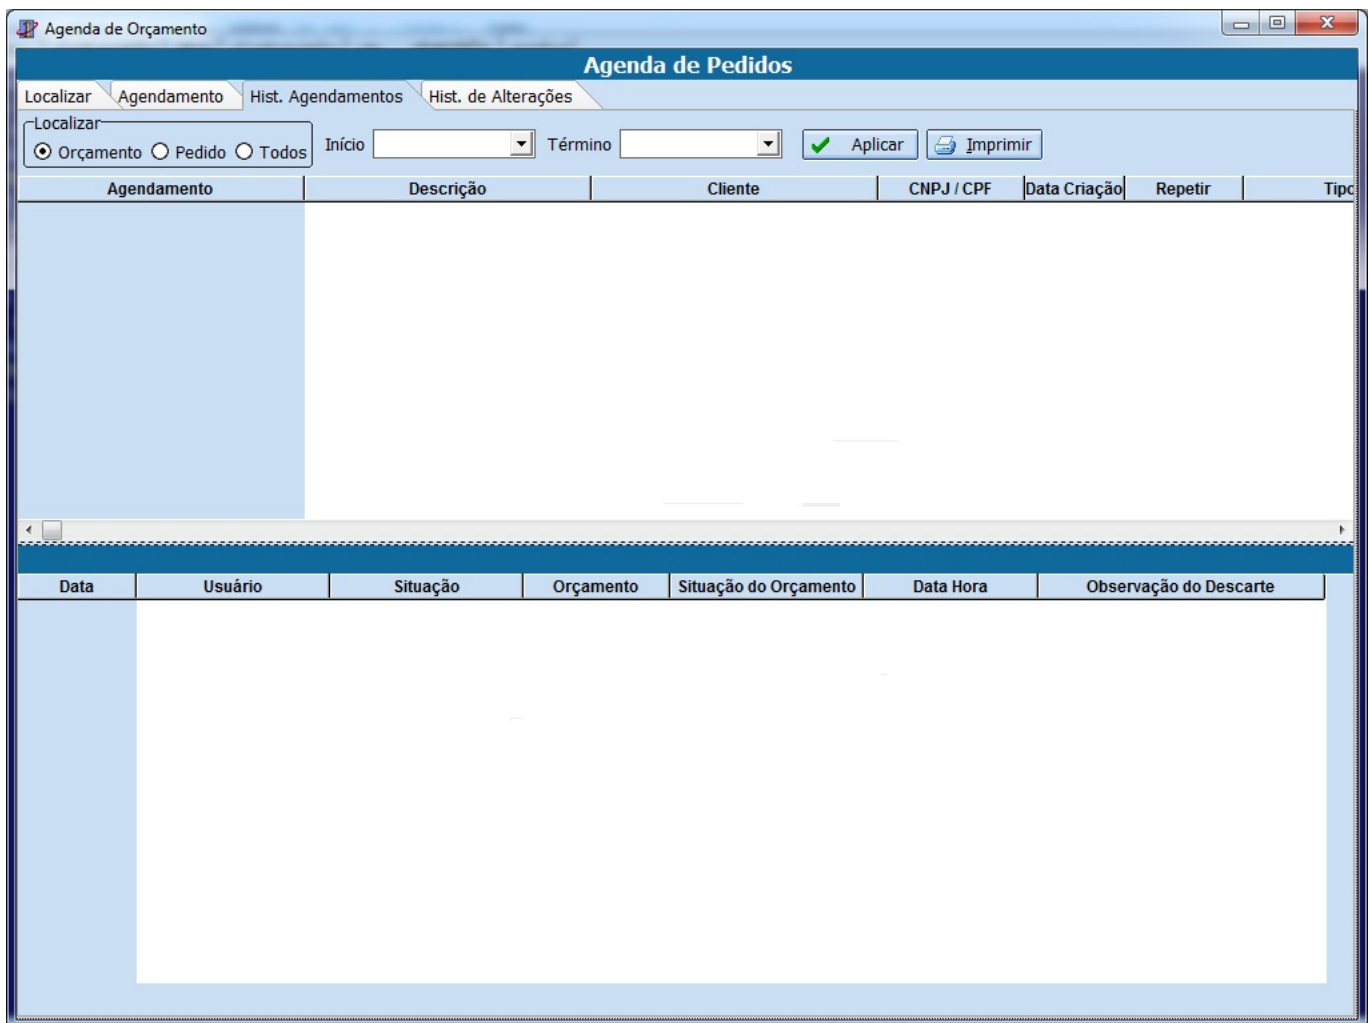 Agenda de Orçamento
Agenda de Pedidos
Localizar Agendamento Hist. Agendamentos Hist. de Alterações
Localizar
Orçamento Pedido Todos Início Término Aplicar Imprimir
Agendamento Descrição Cliente CNPJ / CPF Data Criação Repetir Tipo
Data Usuário Situação Orçamento Situação do Orçamento Data Hora Observação do Descarte